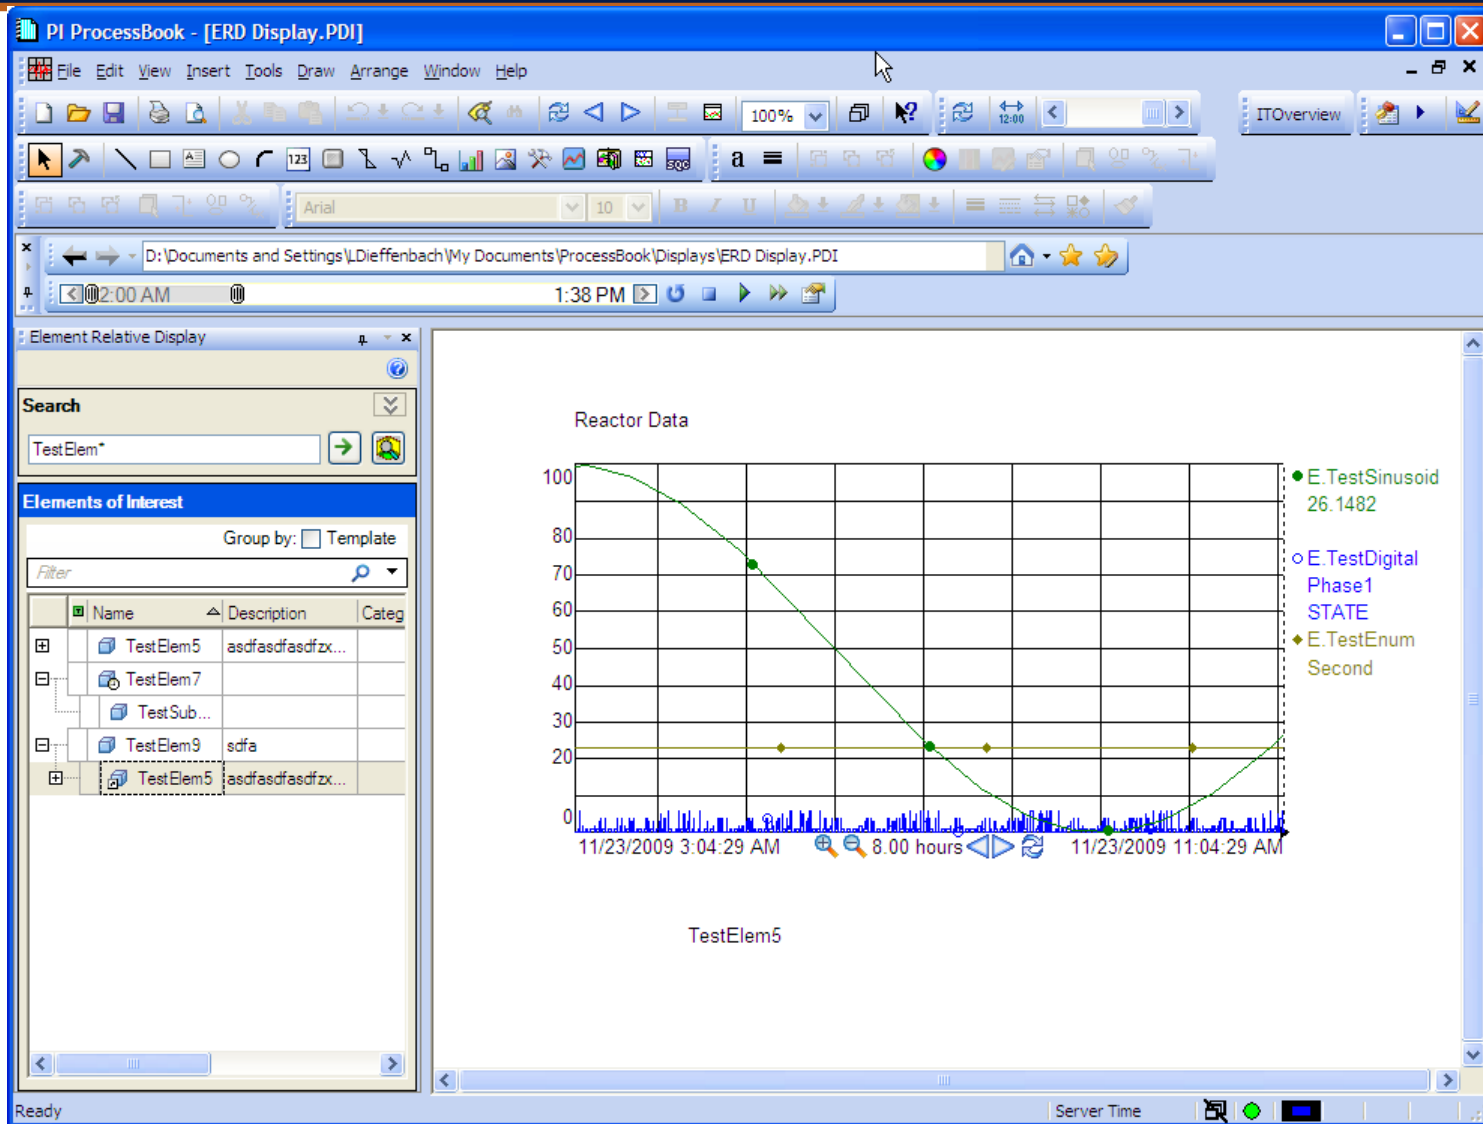 PI ProcessBook - [ERD Display.PDI]
File Edit View Insert Tools Draw Arrange Window Help
100% 12:00 ITOverview
123 sqc a
Arial 10 B I U
D:\Documents and Settings\LDieffenbach\My Documents\ProcessBook\Displays\ERD Display.PDI
2:00 AM 1:38 PM
Element Relative Display
Search
TestElem*
Elements of Interest
Group by: Template
Filter
Name Description Categ
TestElem5 asdfasdfasdfzx...
TestElem7
TestSub...
TestElem9 sdfa
TestElem5 asdfasdfasdfzx...
Reactor Data
100
80
70
60
50
40
30
20
0
E.TestSinusoid
26.1482
E.TestDigital
Phase1
STATE
E.TestEnum
Second
11/23/2009 3:04:29 AM 8.00 hours 11/23/2009 11:04:29 AM
TestElem5
Ready Server Time